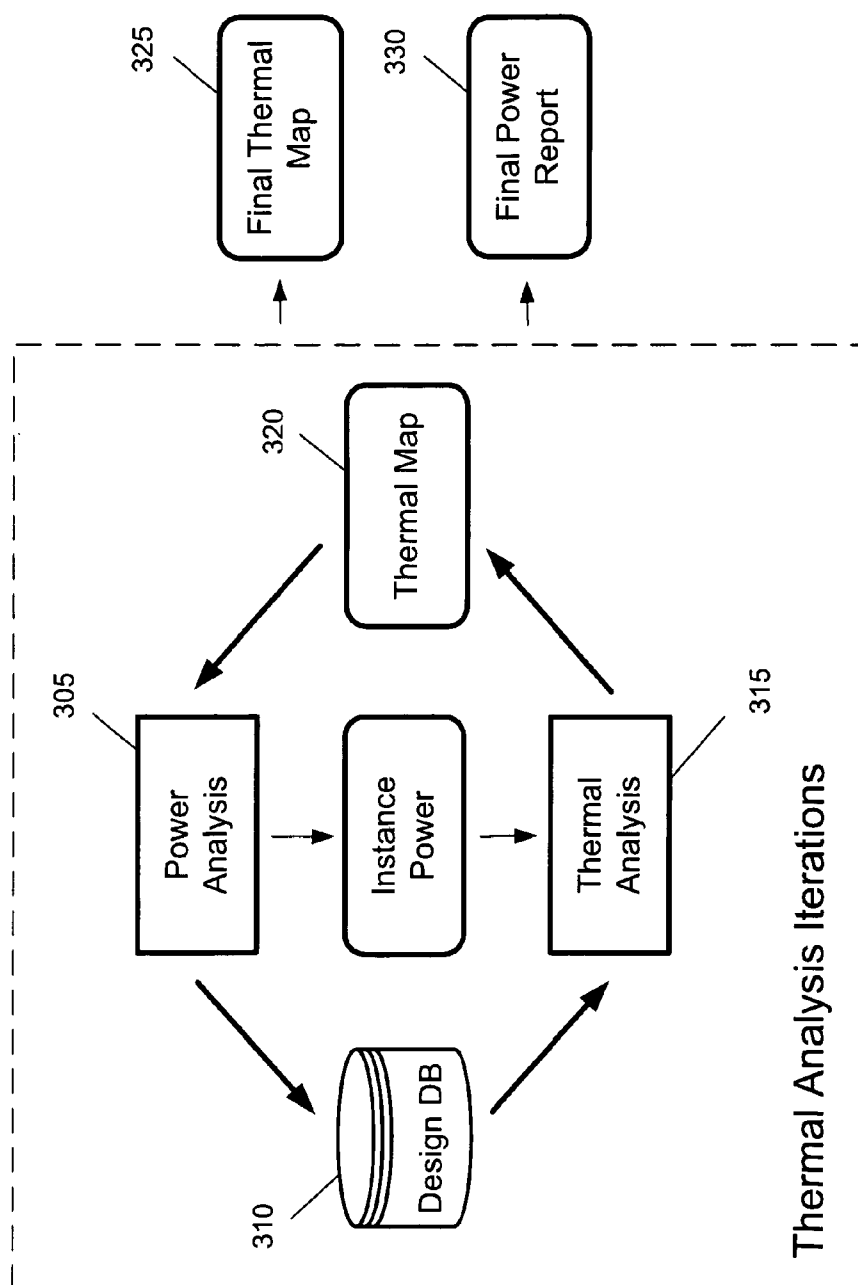 305
Power
Analysis
310
Design DB
Instance
Power
320
Thermal Map
Thermal
Analysis
315
Thermal Analysis Iterations
325
Final Thermal
Map
330
Final Power
Report